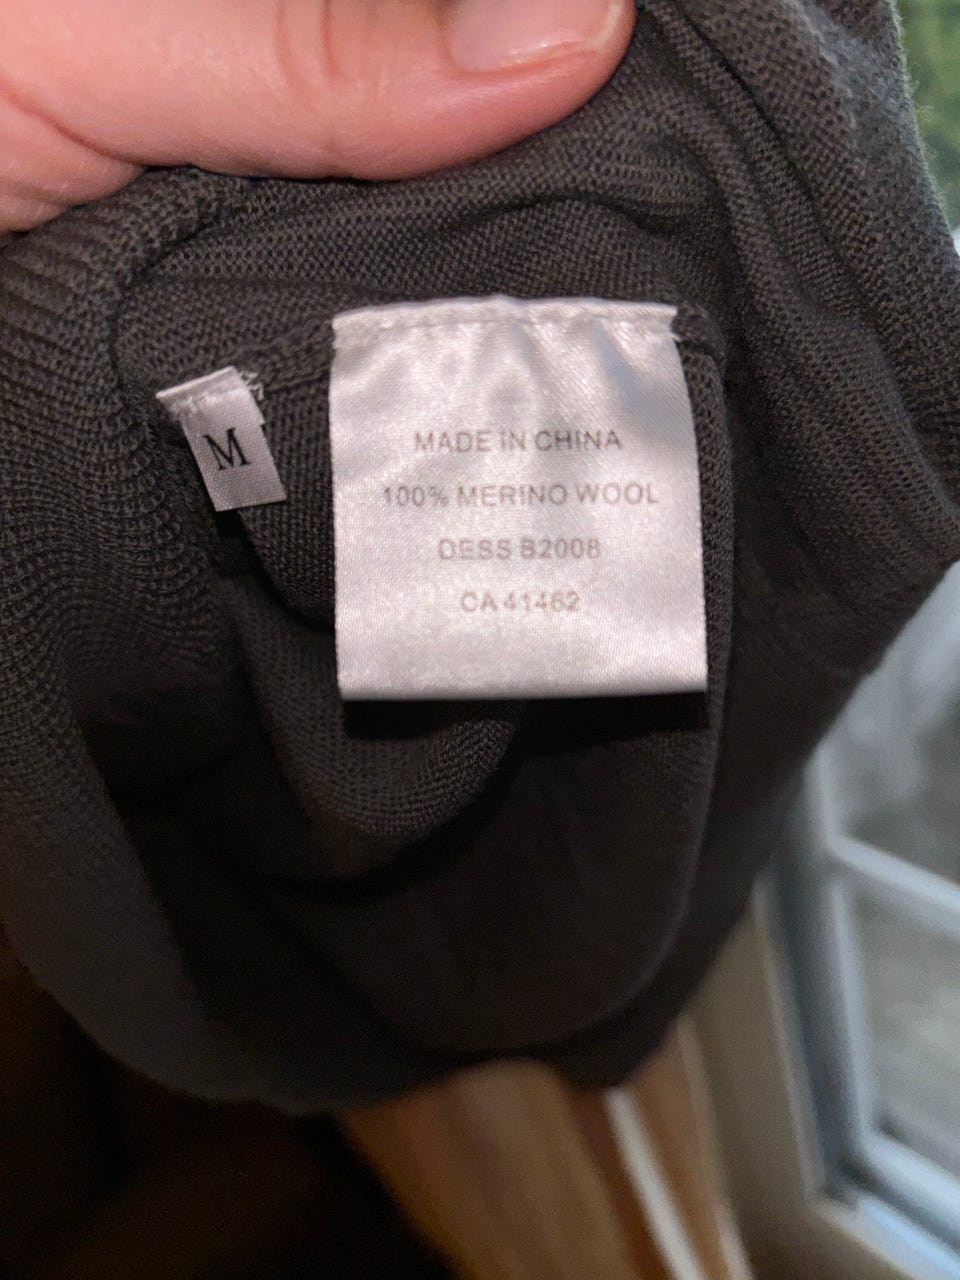 M
MADE IN CHINA
100% MERINO WOOL
DESS B2008
CA 41462